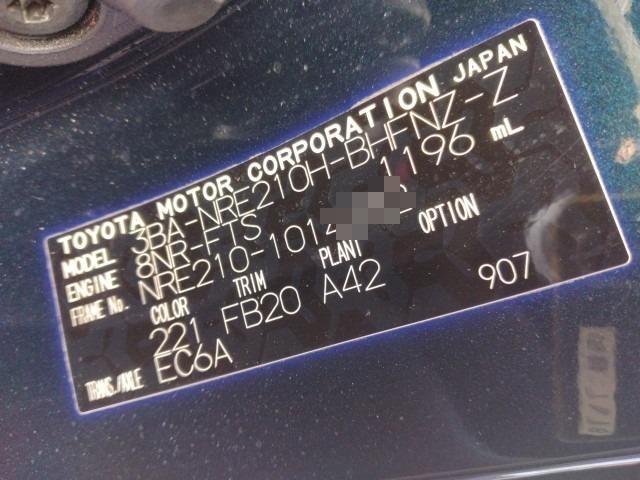 TOYOTA MOTOR CORPORATION JAPAN
MODEL 3BA-NRE210H-BHFNZ-Z
ENGINE 8NR-FTS 1196 mL
FRAME No. NRE210-1014
COLOR TRIM PLANT OPTION
221 FB20 A42 907
TRANS./AXLE EC6A